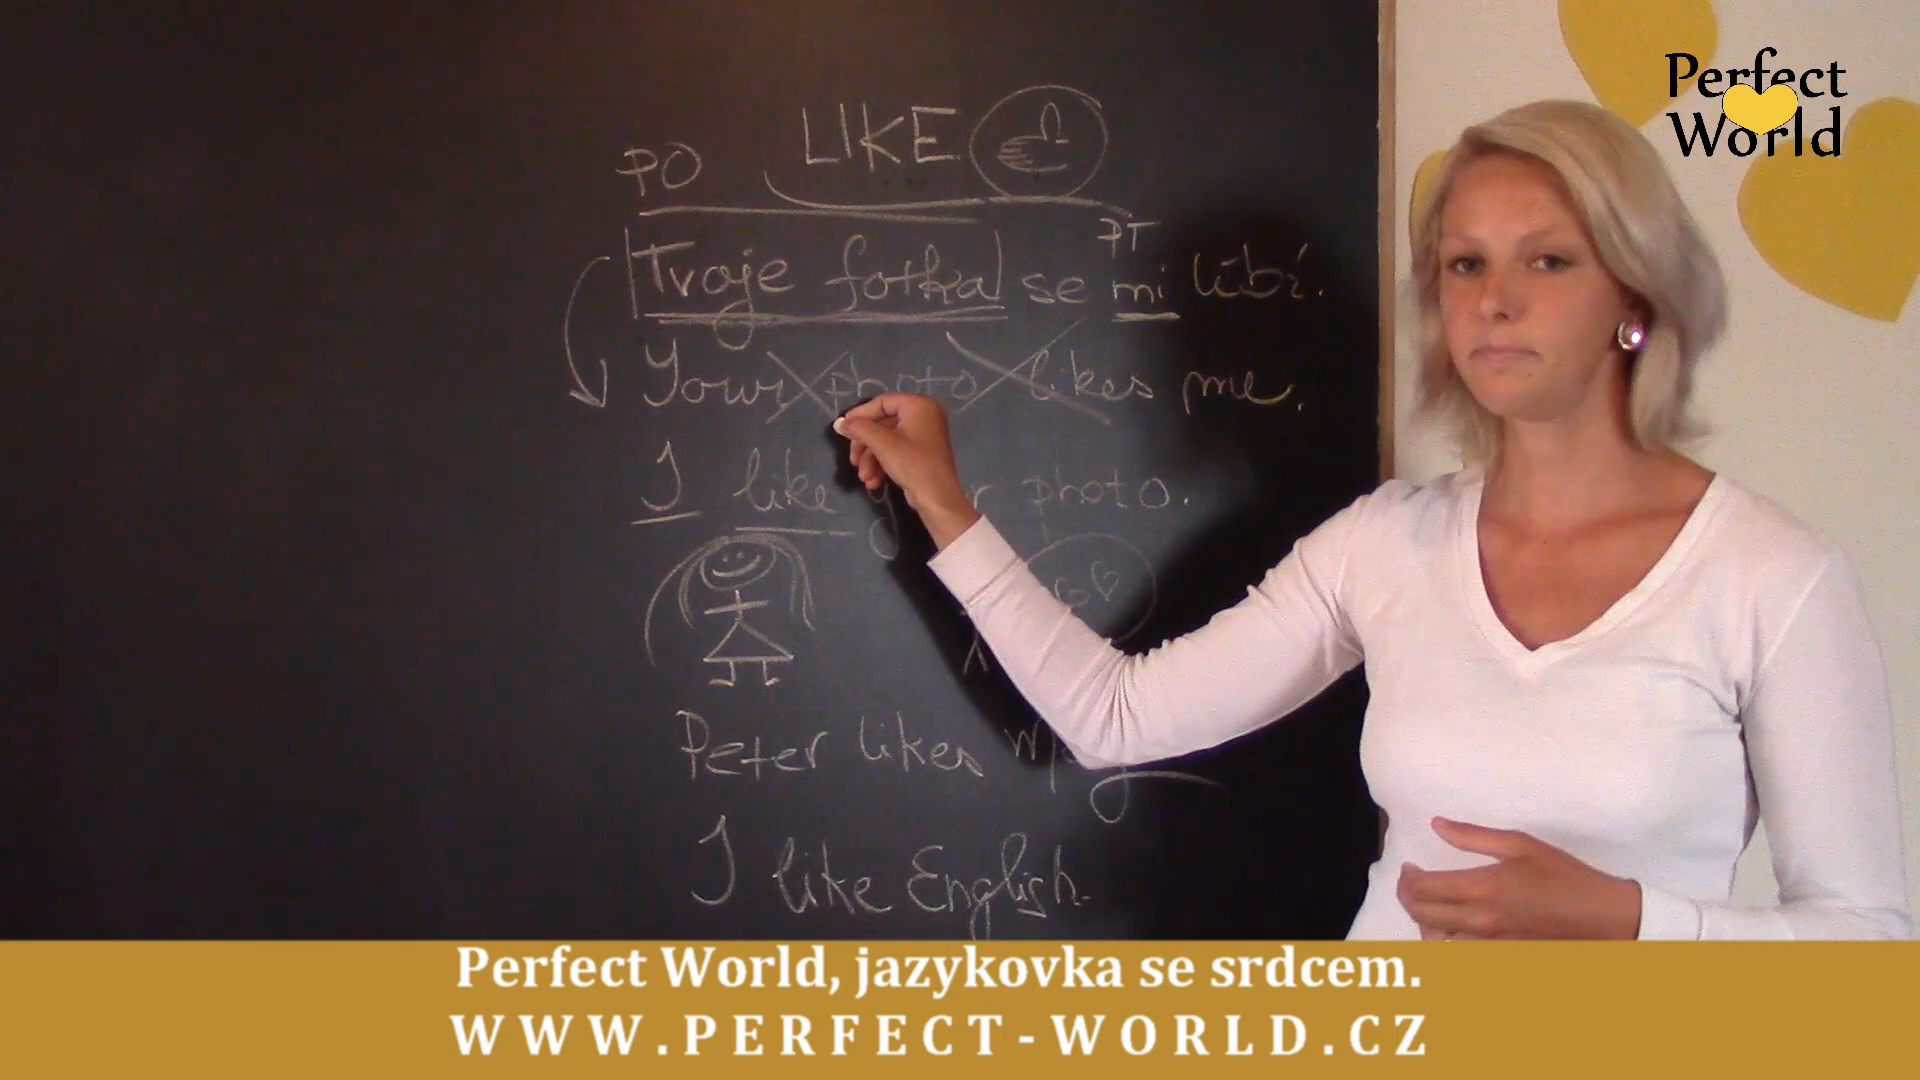 Perfect
World
LIKE
PO
PT
Tvoje fotka se mi líbí.
Your photo likes me.
I like your photo.
Peter likes
I like English.
Perfect World, jazykovka se srdcem.
WWW.PERFECT-WORLD.CZ